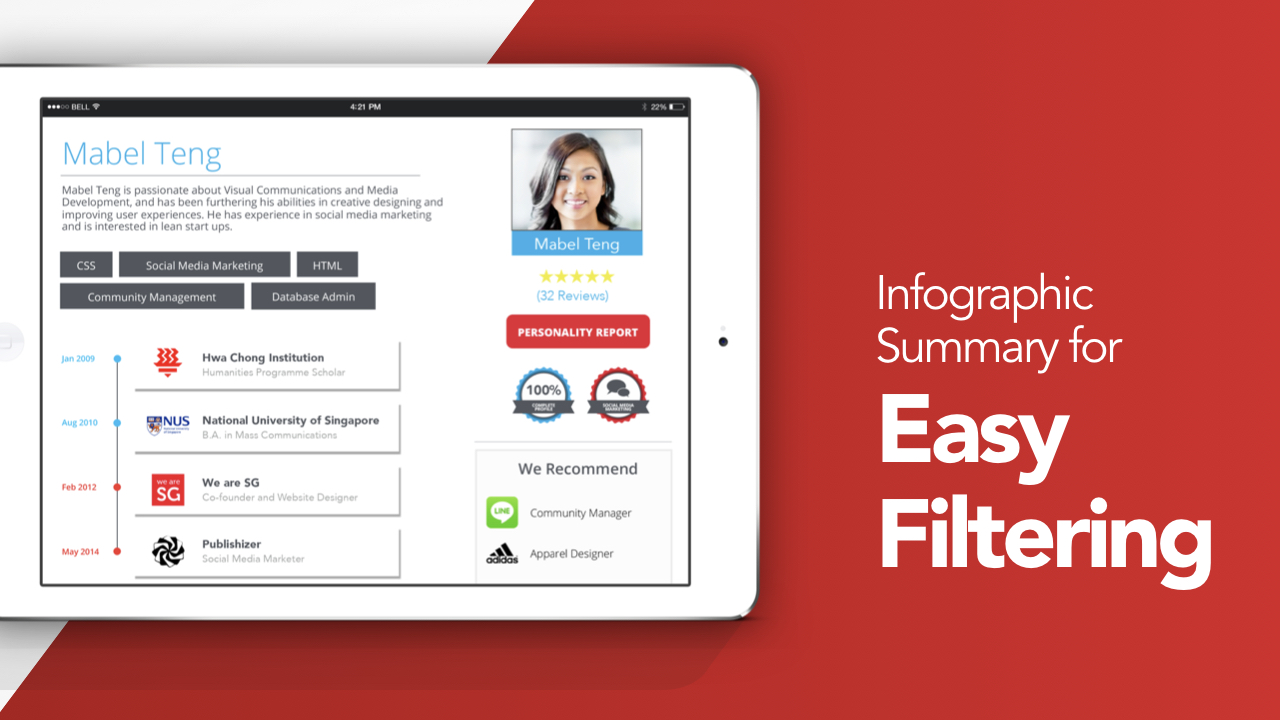 BELL
4:21 PM
22%
Mabel Teng
Mabel Teng is passionate about Visual Communications and Media
Development, and has been furthering his abilities in creative designing and
improving user experiences. He has experience in social media marketing
and is interested in lean start ups.
CSS
Social Media Marketing
HTML
Community Management
Database Admin
Jan 2009
Hwa Chong Institution
Humanities Programme Scholar
Aug 2010
NUS
National University
of Singapore
National University of Singapore
B.A. in Mass Communications
Feb 2012
we are
SG
We are SG
Co-founder and Website Designer
May 2014
Publishizer
Social Media Marketer
Mabel Teng
(32 Reviews)
PERSONALITY REPORT
100%
COMPLETE
PROFILE
SOCIAL MEDIA
MARKETING
We Recommend
LINE
Community Manager
adidas
Apparel Designer
Infographic
Summary for
Easy
Filtering